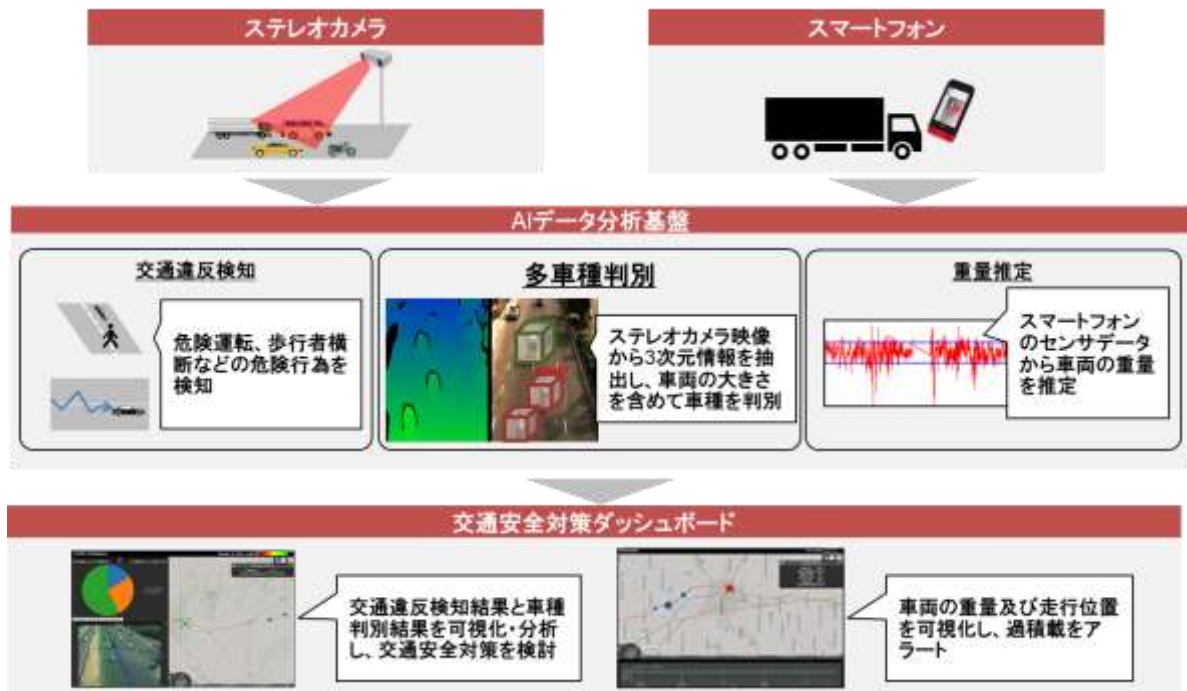 ステレオカメラ
スマートフォン
AIデータ分析基盤
交通違反検知
危険運転、歩行者横
断などの危険行為を
検知
多車種判別
ステレオカメラ映像
から3次元情報を抽
出し、車両の大きさ
を含めて車種を判別
重量推定
スマートフォン
のセンサデータ
から車両の重量
を推定
交通安全対策ダッシュボード
交通違反検知結果と車種
判別結果を可視化・分析
し、交通安全対策を検討
車両の重量及び走行位置
を可視化し、過積載をア
ラート